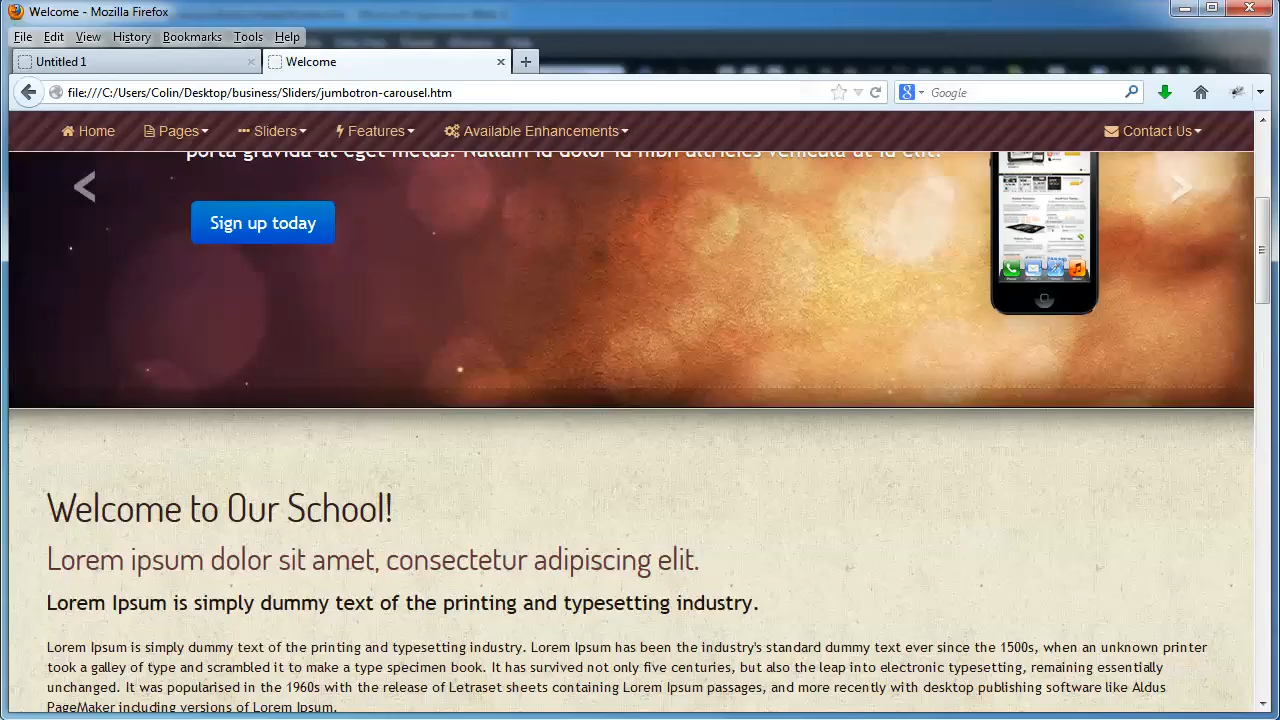 Welcome - Mozilla Firefox
File Edit View History Bookmarks Tools Help
Untitled 1
Welcome
file:///C:/Users/Colin/Desktop/business/Sliders/jumbotron-carousel.htm
Google
Home Pages Sliders Features Available Enhancements Contact Us
porta gravida at eget metus. Nullam id dolor id nibh ultricies vehicula ut id elit.
Sign up today
Welcome to Our School!
Lorem ipsum dolor sit amet, consectetur adipiscing elit.
Lorem Ipsum is simply dummy text of the printing and typesetting industry.
Lorem Ipsum is simply dummy text of the printing and typesetting industry. Lorem Ipsum has been the industry's standard dummy text ever since the 1500s, when an unknown printer
took a galley of type and scrambled it to make a type specimen book. It has survived not only five centuries, but also the leap into electronic typesetting, remaining essentially
unchanged. It was popularised in the 1960s with the release of Letraset sheets containing Lorem Ipsum passages, and more recently with desktop publishing software like Aldus
PageMaker including versions of Lorem Ipsum.